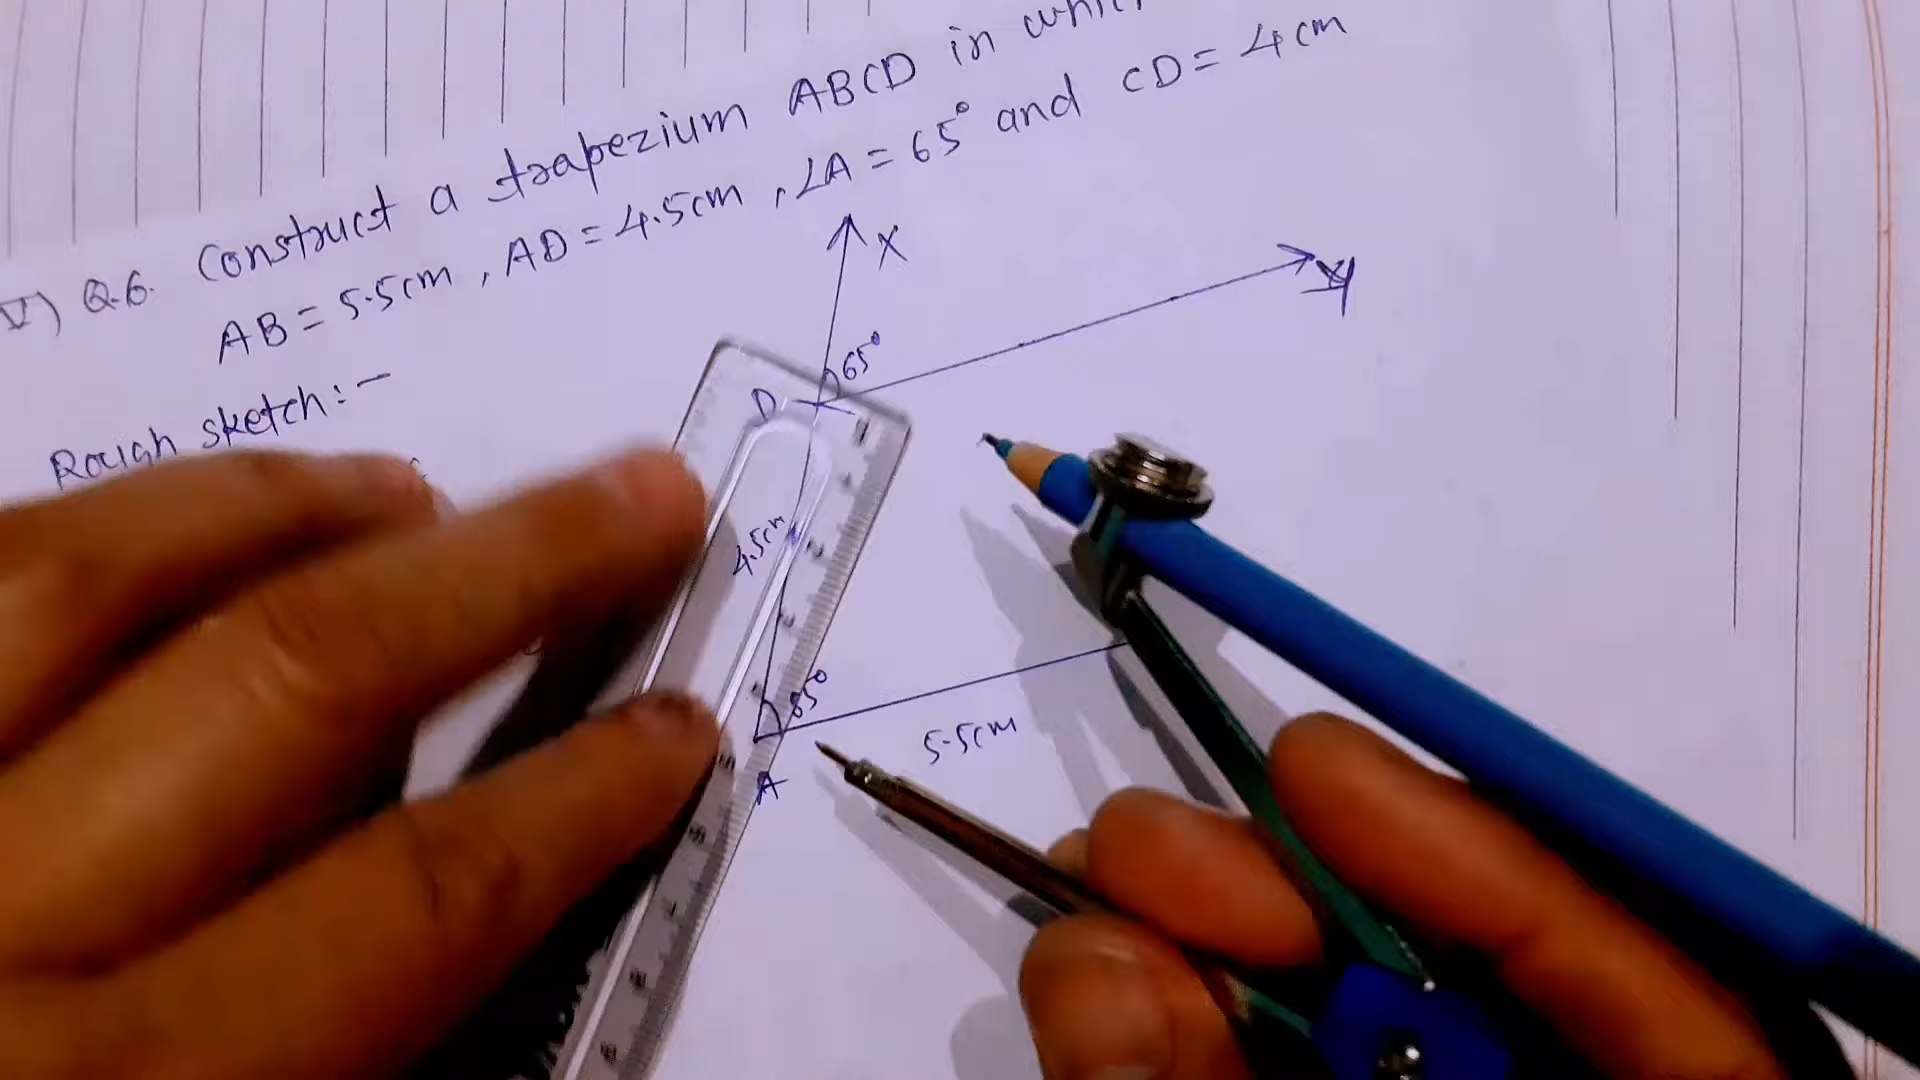 V) Q.6. Construct a trapezium ABCD in which
AB = 5.5cm, AD = 4.5cm, ∠A = 65° and CD = 4cm
Rough sketch:-
X
Y
65°
D
4.5cm
65°
5.5cm
A